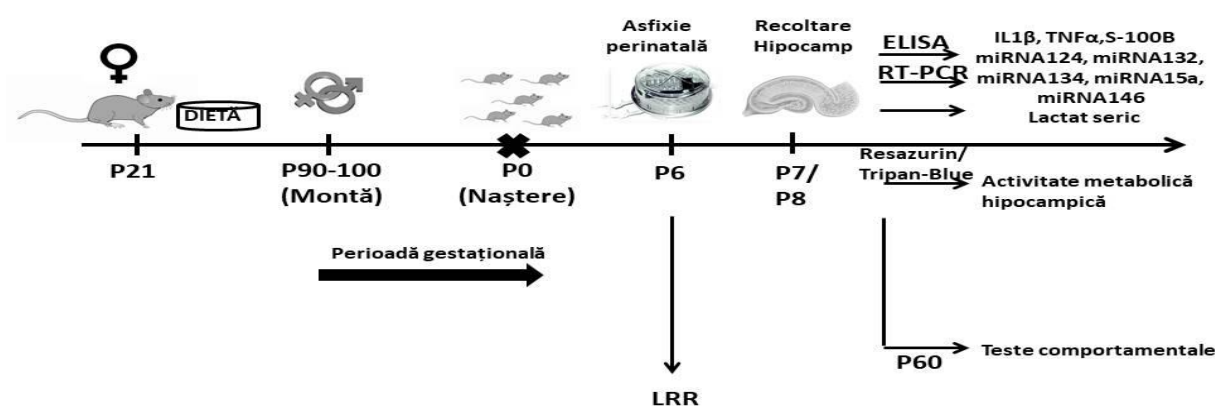 Asfixie
perinatală
Recoltare
Hipocamp
ELISA
RT-PCR
IL1β, TNFα,S-100B
miRNA124, miRNA132,
miRNA134, miRNA15a,
miRNA146
Lactat seric
DIETĂ
P21
P90-100
(Montă)
P0
(Naștere)
P6
P7/
P8
Resazurin/
Tripan-Blue
Activitate metabolică
hipocampică
Perioadă gestațională
P60
Teste comportamentale
LRR